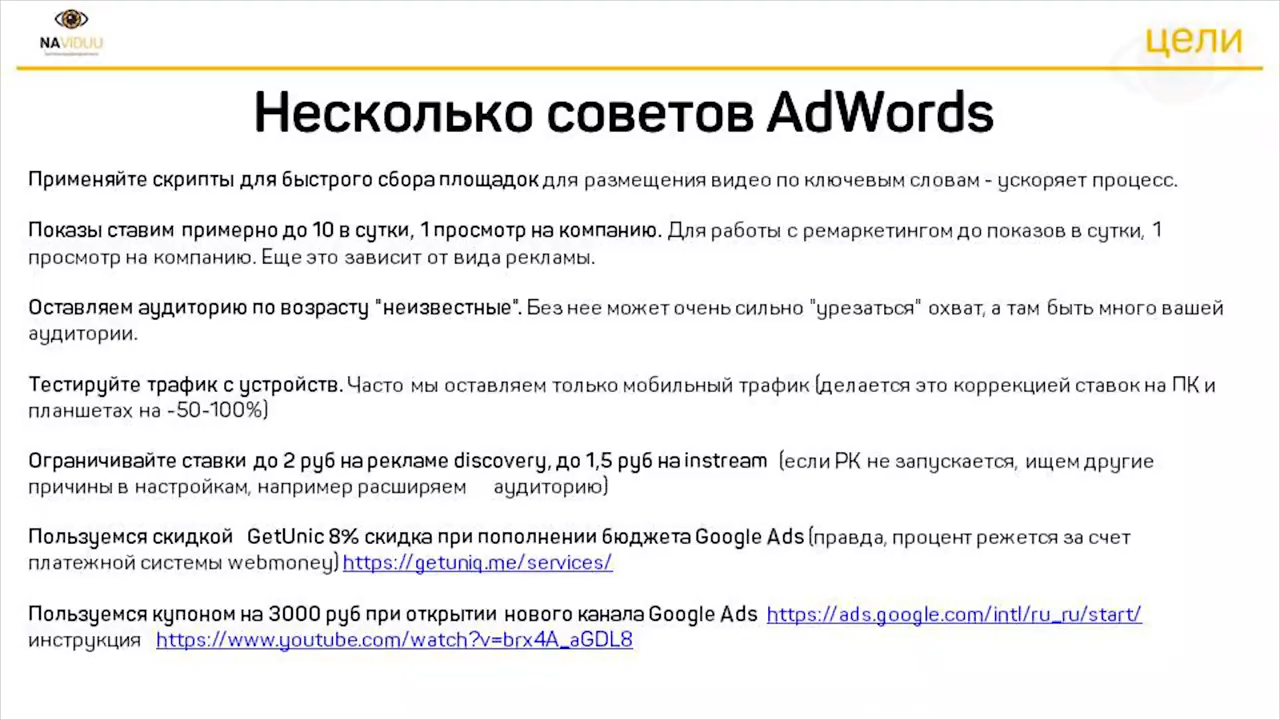 NAVIDUU
цели
Несколько советов AdWords
Применяйте скрипты для быстрого сбора площадок для размещения видео по ключевым словам - ускоряет процесс.
Показы ставим примерно до 10 в сутки, 1 просмотр на компанию. Для работы с ремаркетингом до показов в сутки, 1
просмотр на компанию. Еще это зависит от вида рекламы.
Оставляем аудиторию по возрасту "неизвестные". Без нее может очень сильно "урезаться" охват, а там быть много вашей
аудитории.
Тестируйте трафик с устройств. Часто мы оставляем только мобильный трафик (делается это коррекцией ставок на ПК и
планшетах на -50-100%)
Ограничивайте ставки до 2 руб на рекламе discovery, до 1,5 руб на instream (если РК не запускается, ищем другие
причины в настройкам, например расширяем аудиторию)
Пользуемся скидкой GetUnic 8% скидка при пополнении бюджета Google Ads (правда, процент режется за счет
платежной системы webmoney) https://getuniq.me/services/
Пользуемся купоном на 3000 руб при открытии нового канала Google Ads https://ads.google.com/intl/ru_ru/start/
инструкция https://www.youtube.com/watch?v=brx4A_aGDL8